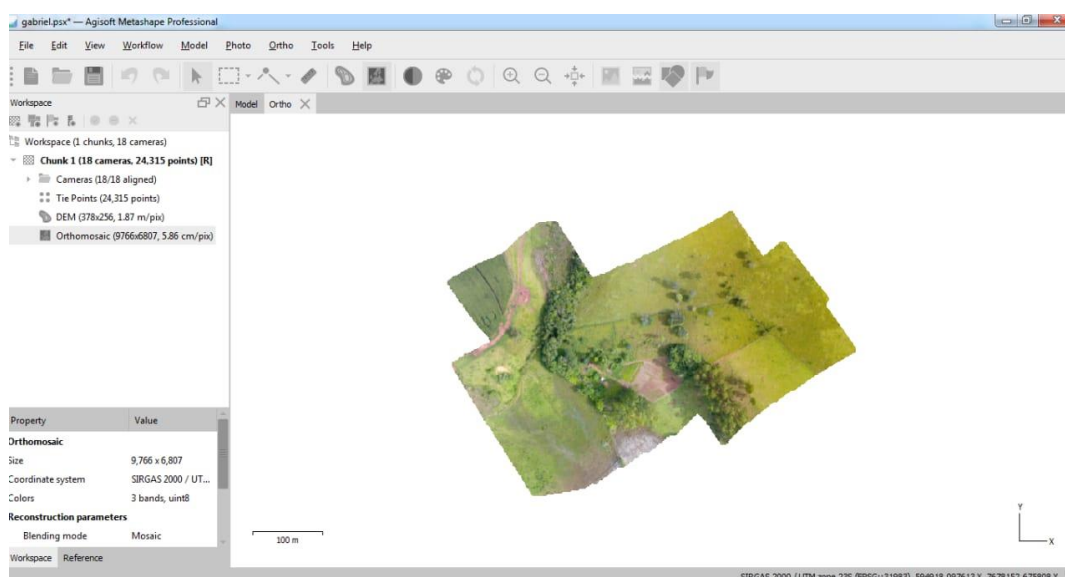 gabriel.psx* — Agisoft Metashape Professional
File Edit View Workflow Model Photo Ortho Tools Help
Workspace
Model Ortho
Workspace (1 chunks, 18 cameras)
Chunk 1 (18 cameras, 24,315 points) [R]
Cameras (18/18 aligned)
Tie Points (24,315 points)
DEM (378x256, 1.87 m/pix)
Orthomosaic (9766x6807, 5.86 cm/pix)
Property Value
Orthomosaic
Size 9,766 x 6,807
Coordinate system SIRGAS 2000 / UT...
Colors 3 bands, uint8
Reconstruction parameters
Blending mode Mosaic
100 m
Y
X
Workspace Reference